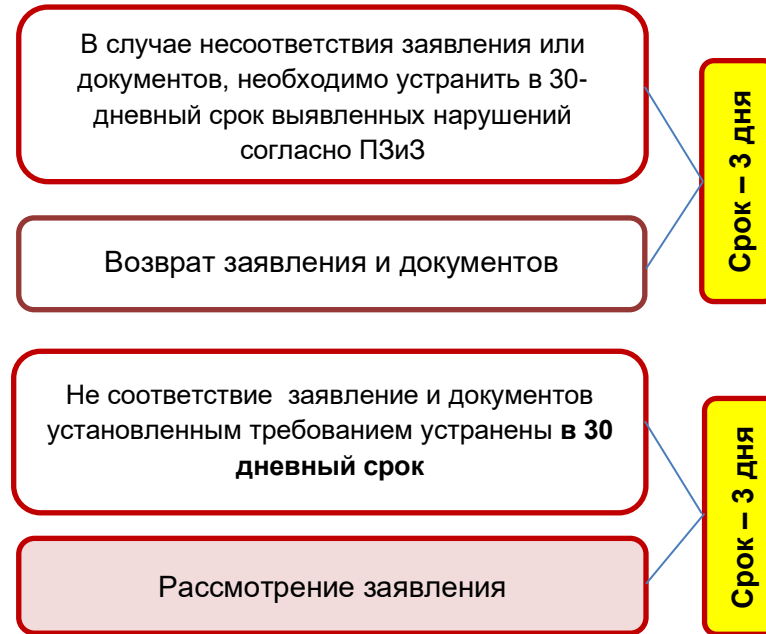 В случае несоответствия заявления или
документов, необходимо устранить в 30-
дневный срок выявленных нарушений
согласно ПЗиЗ
Срок – 3 дня
Возврат заявления и документов
Не соответствие  заявление и документов
установленным требованием устранены в 30
дневный срок
Срок – 3 дня
Рассмотрение заявления